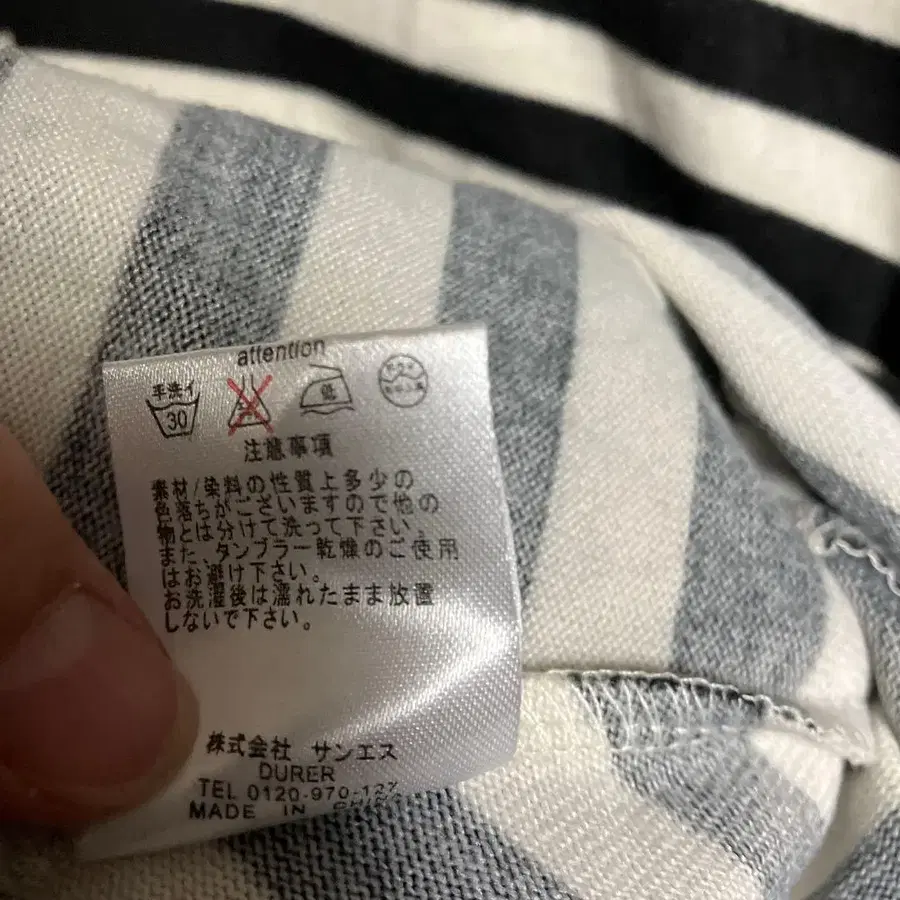 attention
手洗イ
30
低
注意事項
素材/染料の性質上多少の
色落ちがございますので他の
物とは分けて洗って下さい。
また、タンブラー乾燥のご使用
はお避け下さい。
お洗濯後は濡れたまま放置
しないで下さい。
株式会社 サンエス
DURER
TEL 0120-970-127
MADE IN